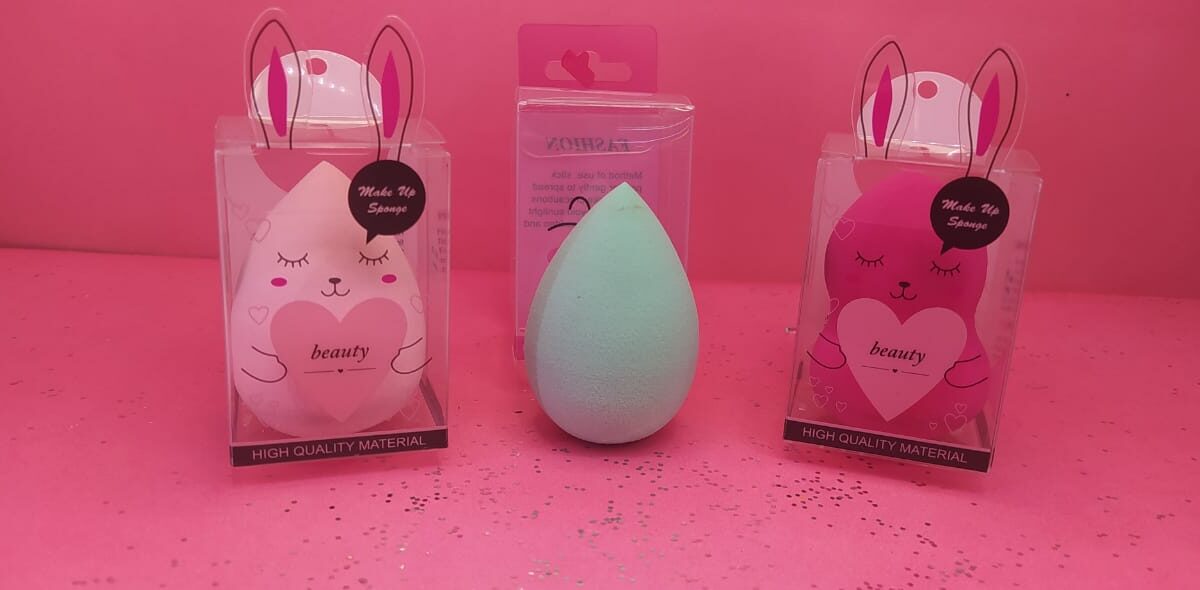 Make Up
Sponge
beauty
HIGH QUALITY MATERIAL
FASHION
Method of use: slick
gently to spread
sunlight
Make Up
Sponge
beauty
HIGH QUALITY MATERIAL